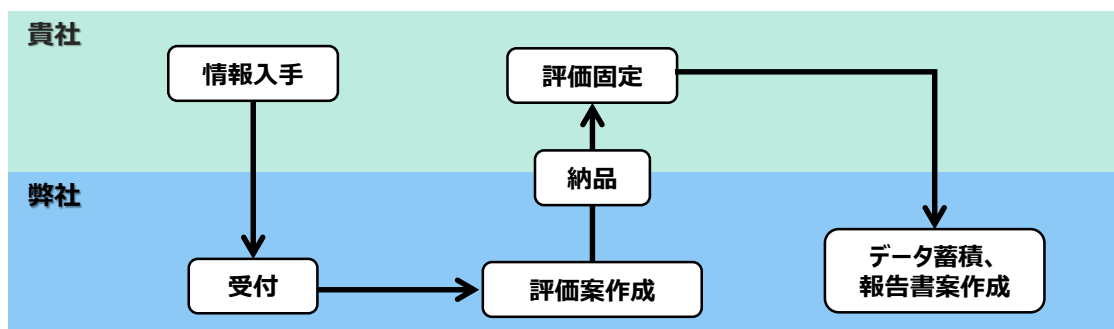 貴社
情報入手
評価固定
納品
弊社
受付
評価案作成
データ蓄積、
報告書案作成